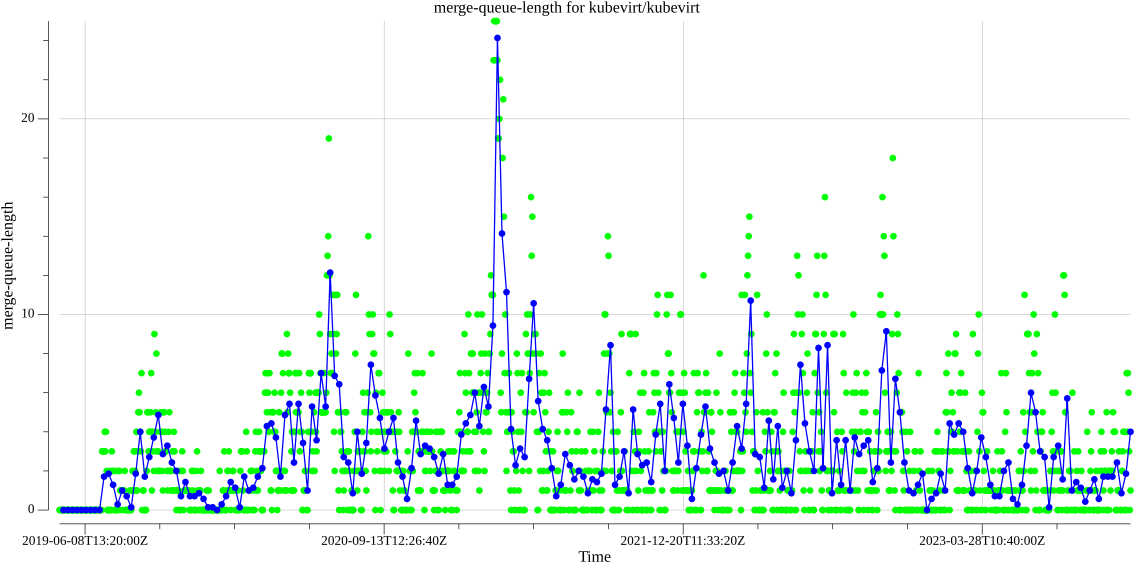 merge-queue-length for kubevirt/kubevirt
20
10
0
merge-queue-length
2019-06-08T13:20:00Z
2020-09-13T12:26:40Z
2021-12-20T11:33:20Z
2023-03-28T10:40:00Z
Time